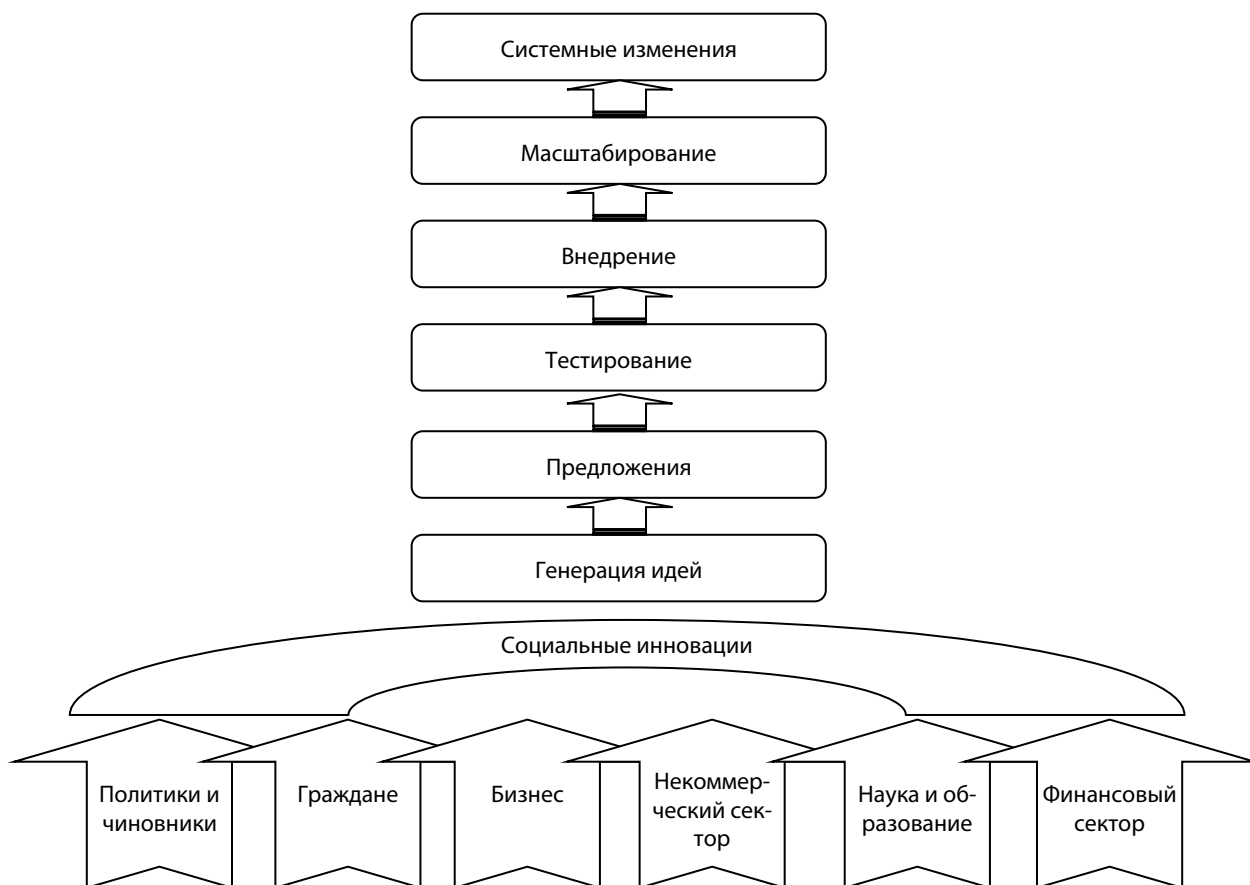 Системные изменения
Масштабирование
Внедрение
Тестирование
Предложения
Генерация идей
Социальные инновации
Политики и
чиновники
Граждане
Бизнес
Некоммер-
ческий сек-
тор
Наука и об-
разование
Финансовый
сектор